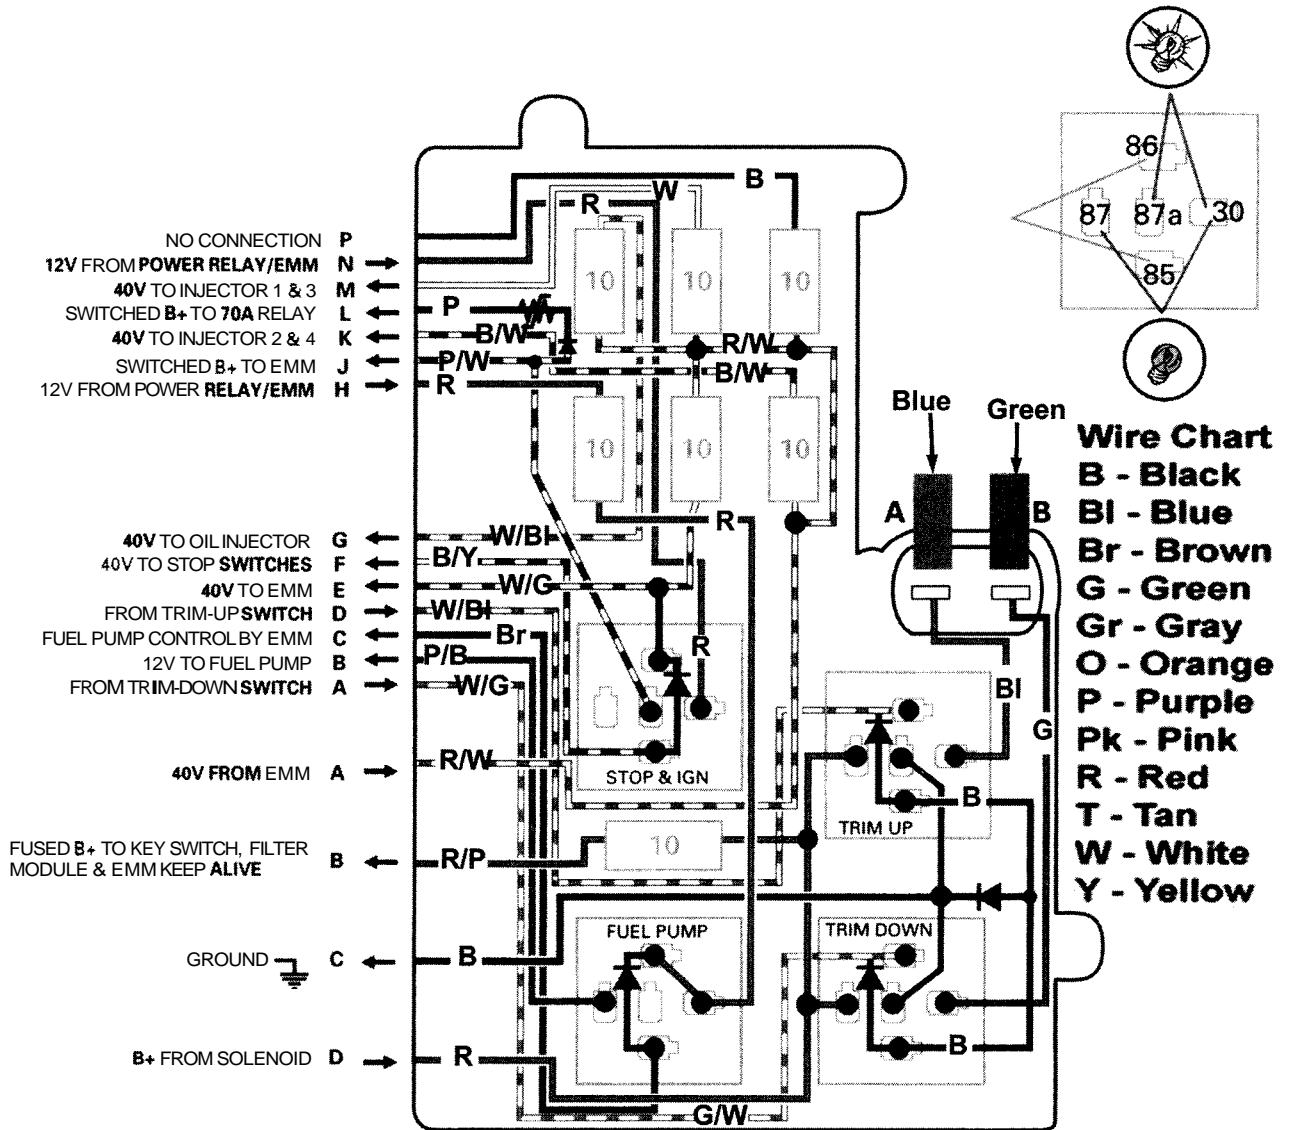 NO CONNECTION P
12V FROM POWER RELAY/EMM N
40V TO INJECTOR 1 & 3 M
SWITCHED B+ TO 70A RELAY L
40V TO INJECTOR 2 & 4 K
SWITCHED B+ TO EMM J
12V FROM POWER RELAY/EMM H
40V TO OIL INJECTOR G
40V TO STOP SWITCHES F
40V TO EMM E
FROM TRIM-UP SWITCH D
FUEL PUMP CONTROL BY EMM C
12V TO FUEL PUMP B
FROM TRIM-DOWN SWITCH A
40V FROM EMM A
FUSED B+ TO KEY SWITCH, FILTER
MODULE & EMM KEEP ALIVE B
GROUND C
B+ FROM SOLENOID D
B
W
R
P
B/W
P/W
R
R/W
B/W
10 10 10
10 10 10
R
W/Bl
B/Y
W/G
W/Bl
Br
P/B
W/G
R
R/W
STOP & IGN
R/P
10
B
R
FUEL PUMP
G/W
TRIM UP
B
TRIM DOWN
B
Bl
G
Blue
Green
A
B
86
87 87a 30
85
Wire Chart
B - Black
Bl - Blue
Br - Brown
G - Green
Gr - Gray
O - Orange
P - Purple
Pk - Pink
R - Red
T - Tan
W - White
Y - Yellow